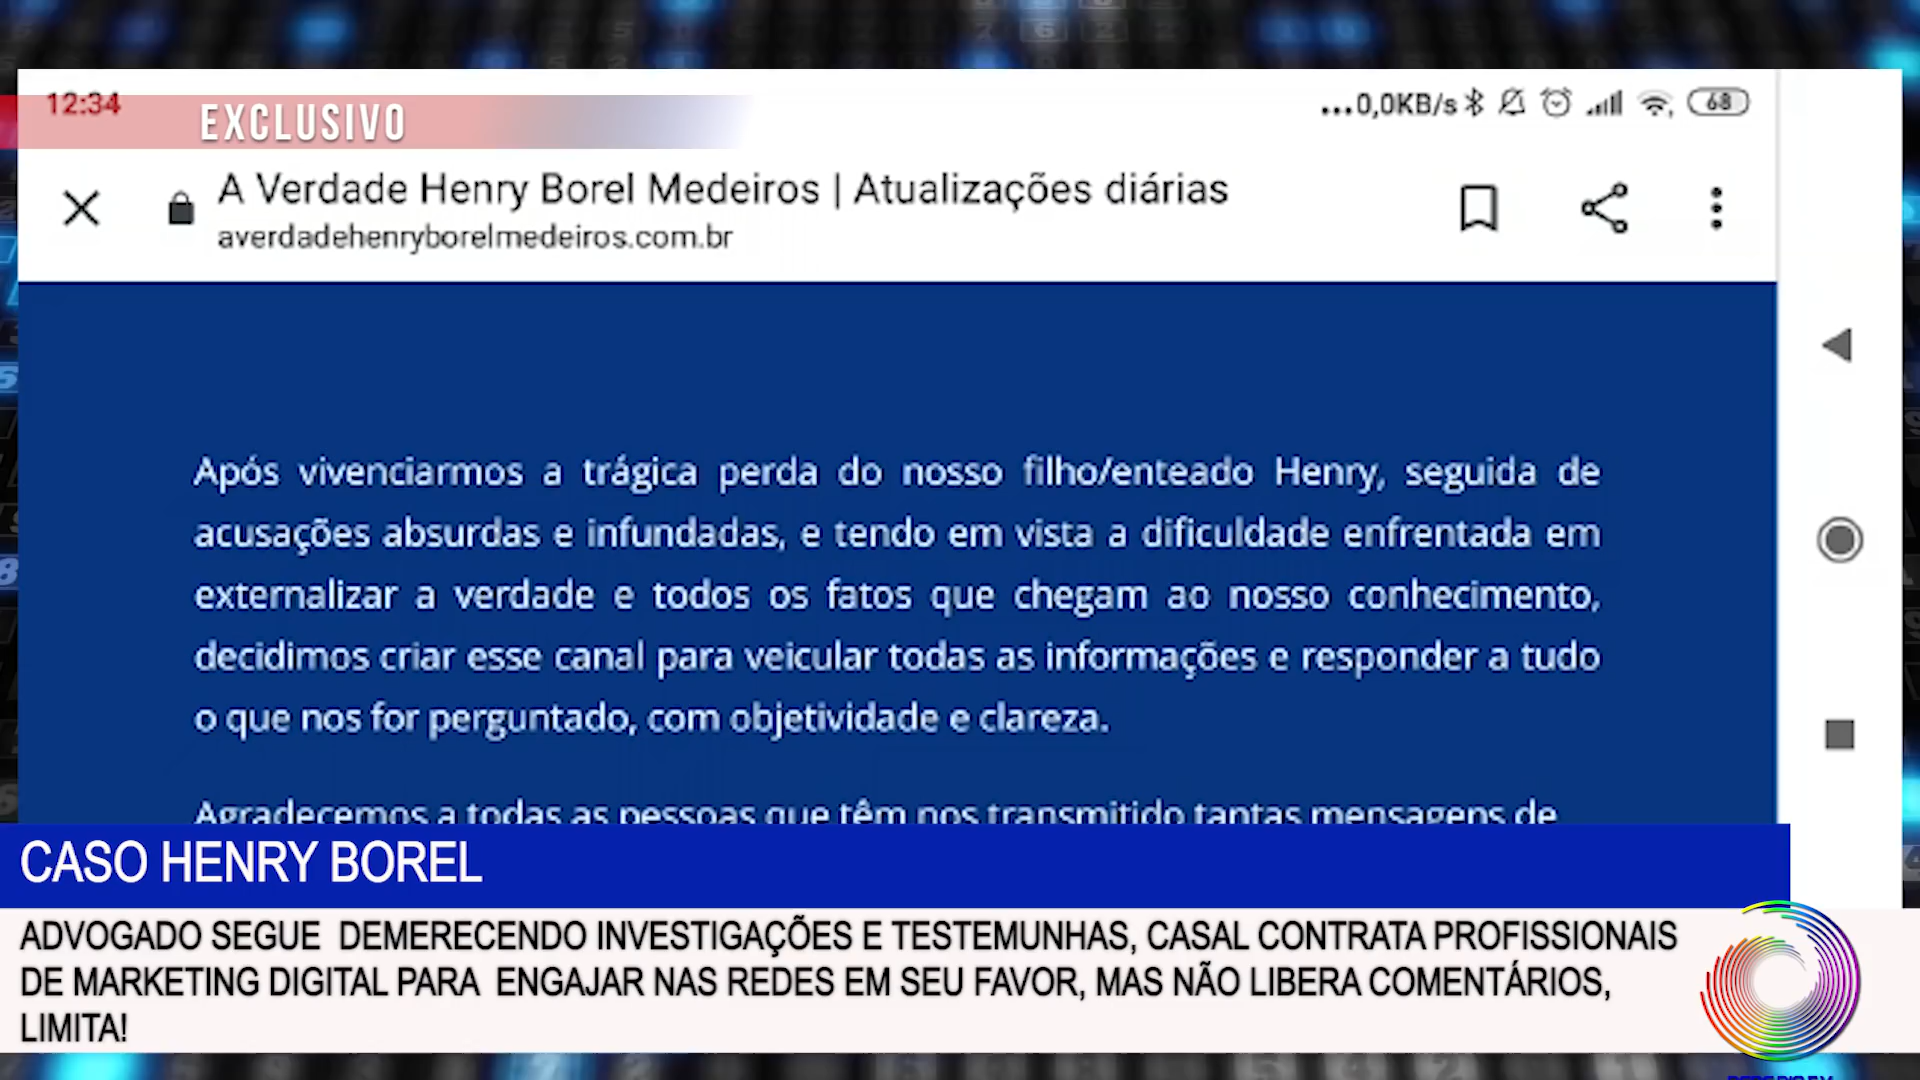 12:34
EXCLUSIVO
...0,0KB/s
68
A Verdade Henry Borel Medeiros | Atualizações diárias
averdadehenryborelmedeiros.com.br
Após vivenciarmos a trágica perda do nosso filho/enteado Henry, seguida de
acusações absurdas e infundadas, e tendo em vista a dificuldade enfrentada em
externalizar a verdade e todos os fatos que chegam ao nosso conhecimento,
decidimos criar esse canal para veicular todas as informações e responder a tudo
o que nos for perguntado, com objetividade e clareza.
Agradecemos a todas as pessoas que têm nos transmitido tantas mensagens de
CASO HENRY BOREL
ADVOGADO SEGUE DEMERECENDO INVESTIGAÇÕES E TESTEMUNHAS, CASAL CONTRATA PROFISSIONAIS
DE MARKETING DIGITAL PARA ENGAJAR NAS REDES EM SEU FAVOR, MAS NÃO LIBERA COMENTÁRIOS,
LIMITA!